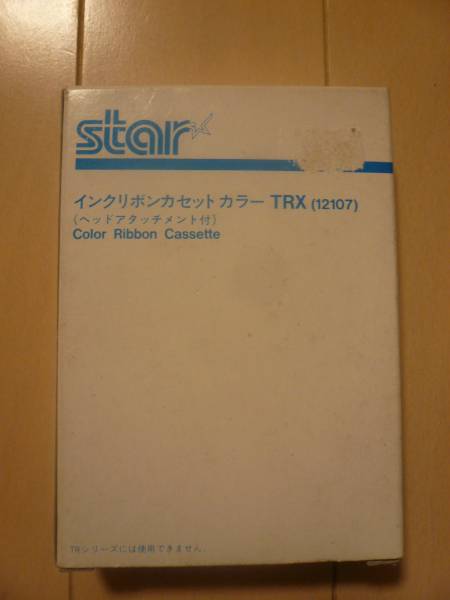 star
インクリボンカセットカラー TRX (12107)
(ヘッドアタッチメント付)
Color Ribbon Cassette
TRシリーズには使用できません.